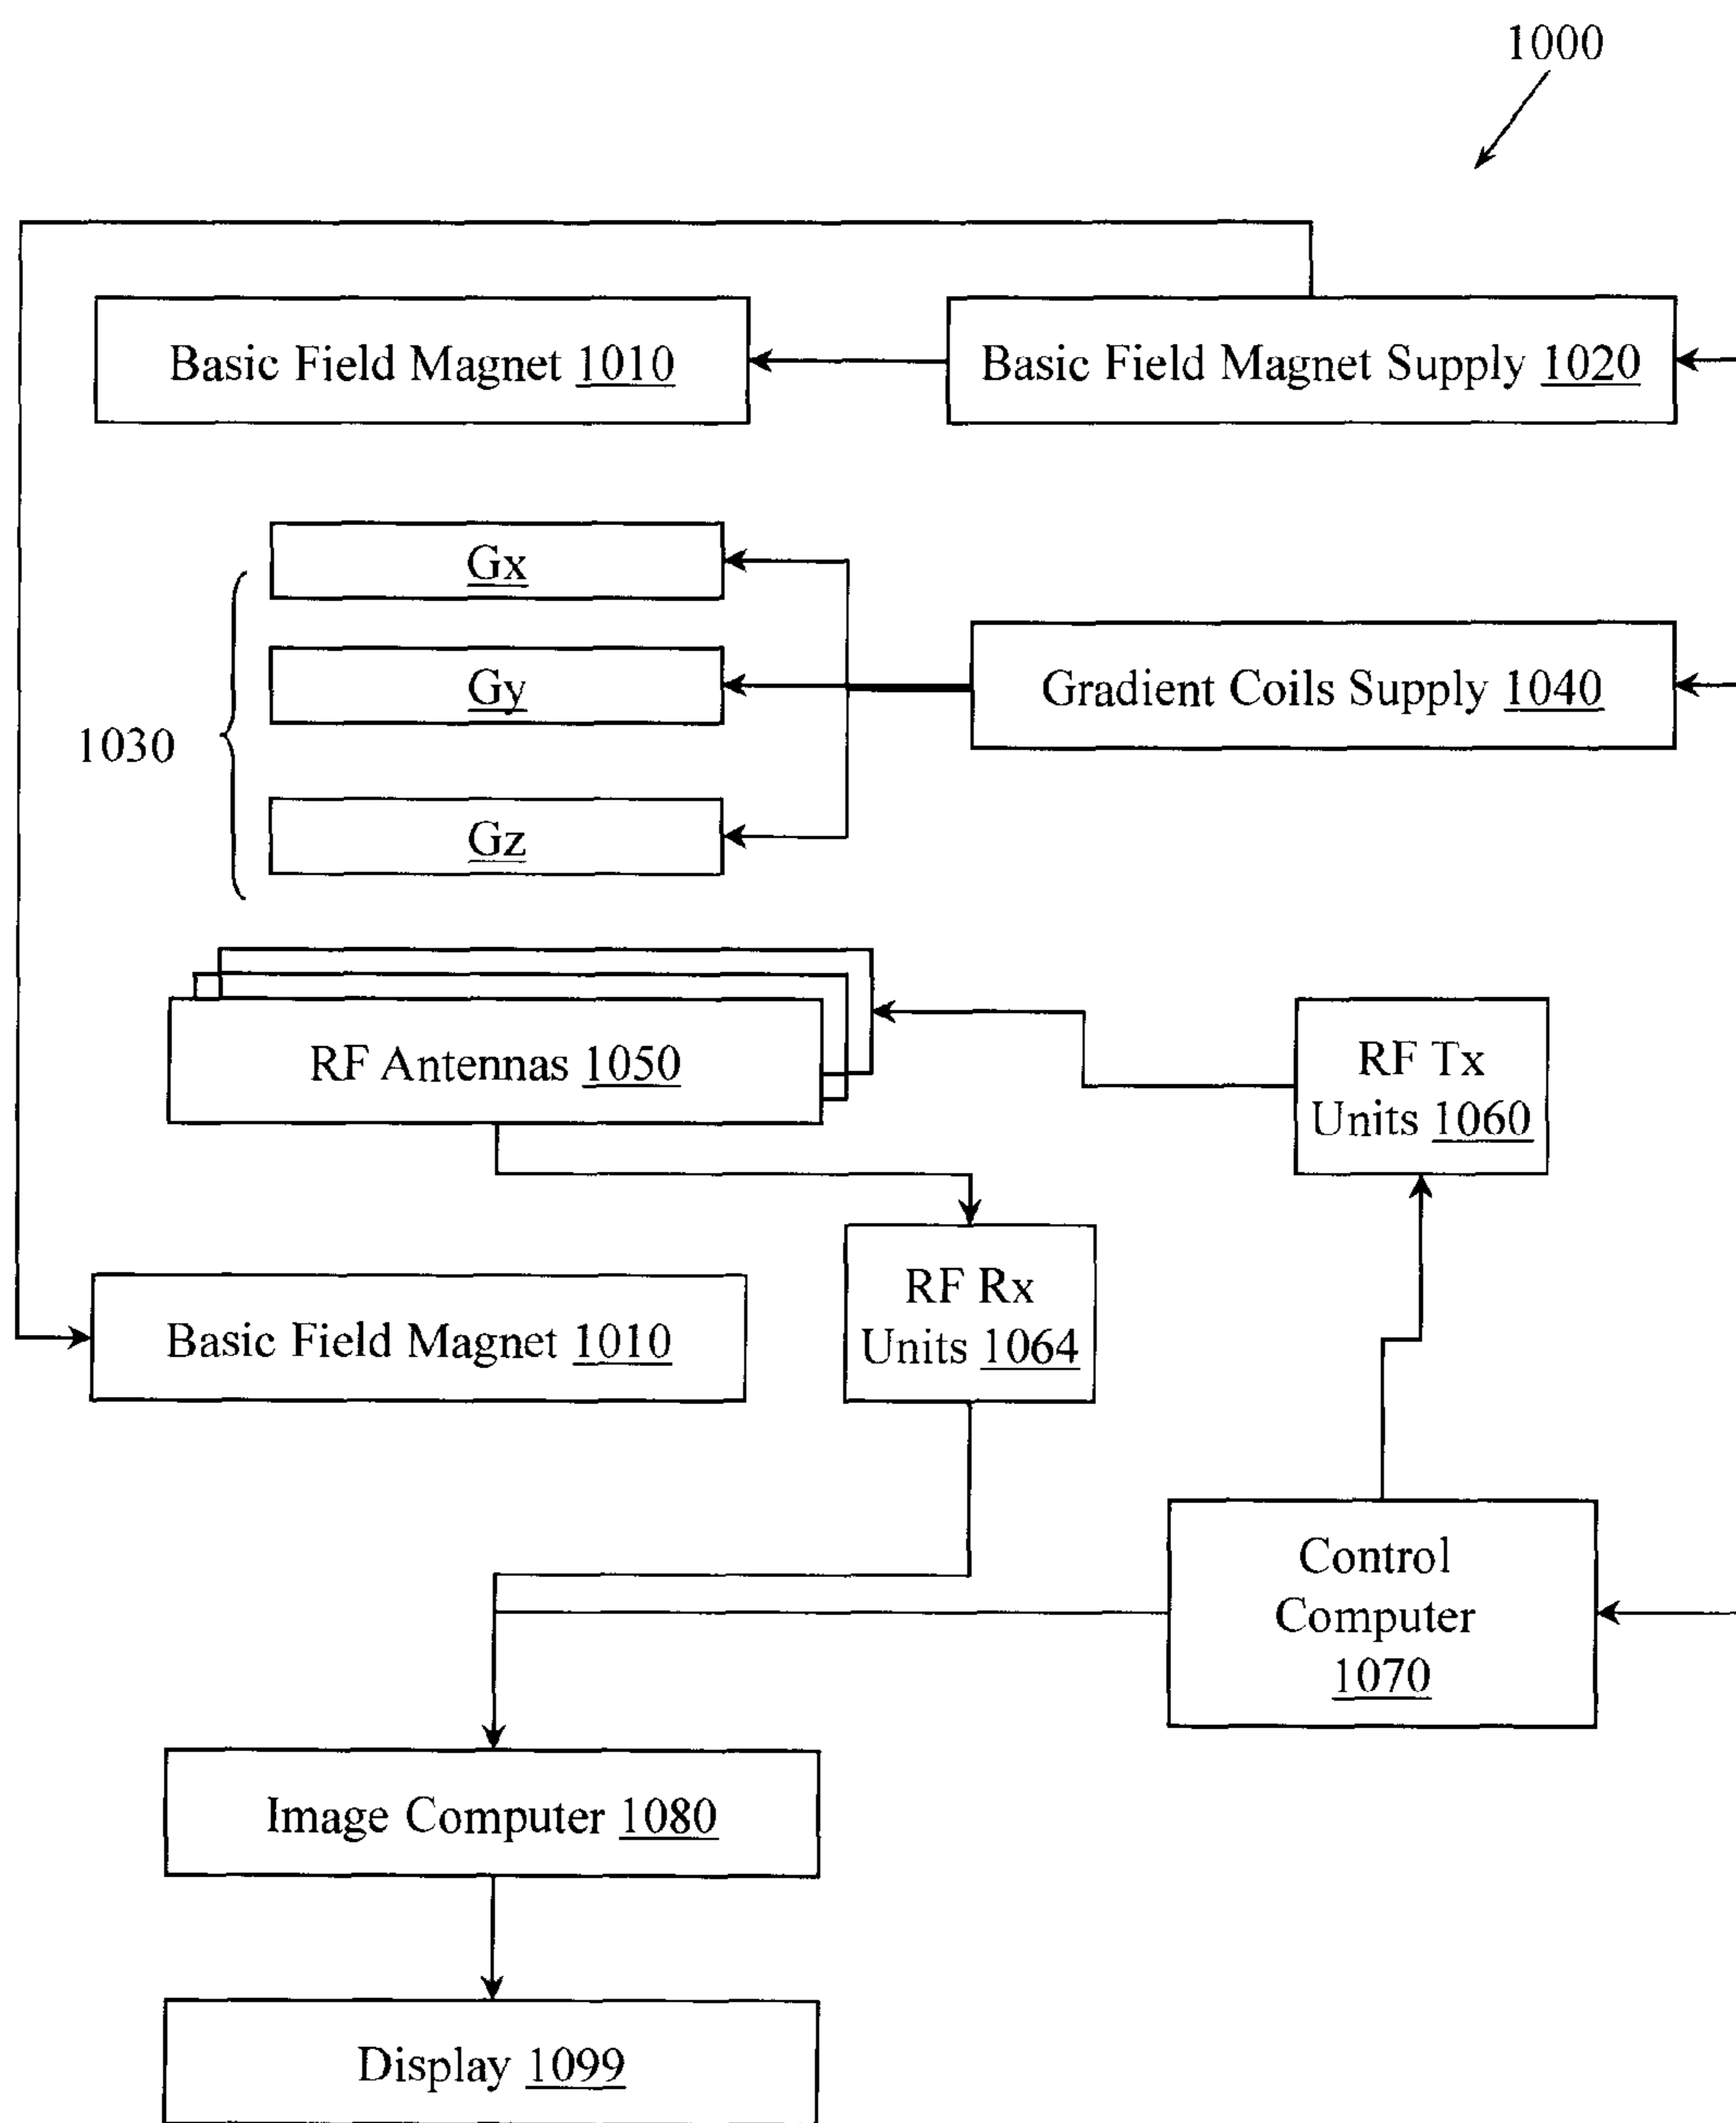 1000
Basic Field Magnet 1010
Basic Field Magnet Supply 1020
Gx
Gy
Gz
1030
Gradient Coils Supply 1040
RF Antennas 1050
RF Tx
Units 1060
RF Rx
Units 1064
Basic Field Magnet 1010
Control
Computer
1070
Image Computer 1080
Display 1099